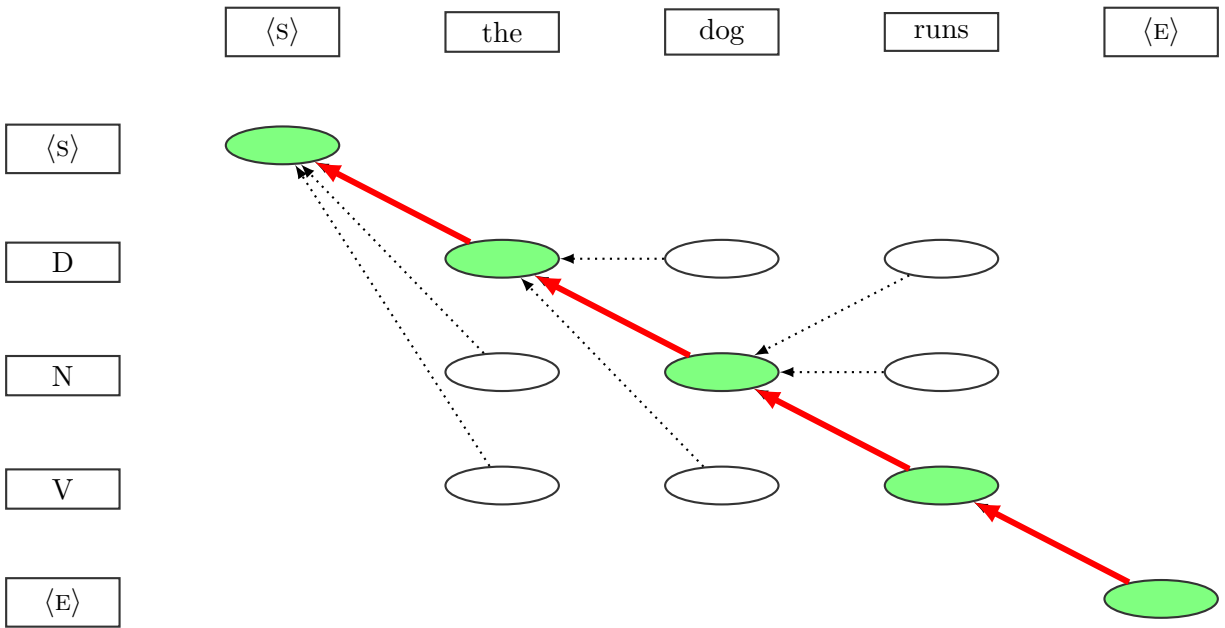 ⟨S⟩ the dog runs ⟨E⟩
⟨S⟩
D
N
V
⟨E⟩